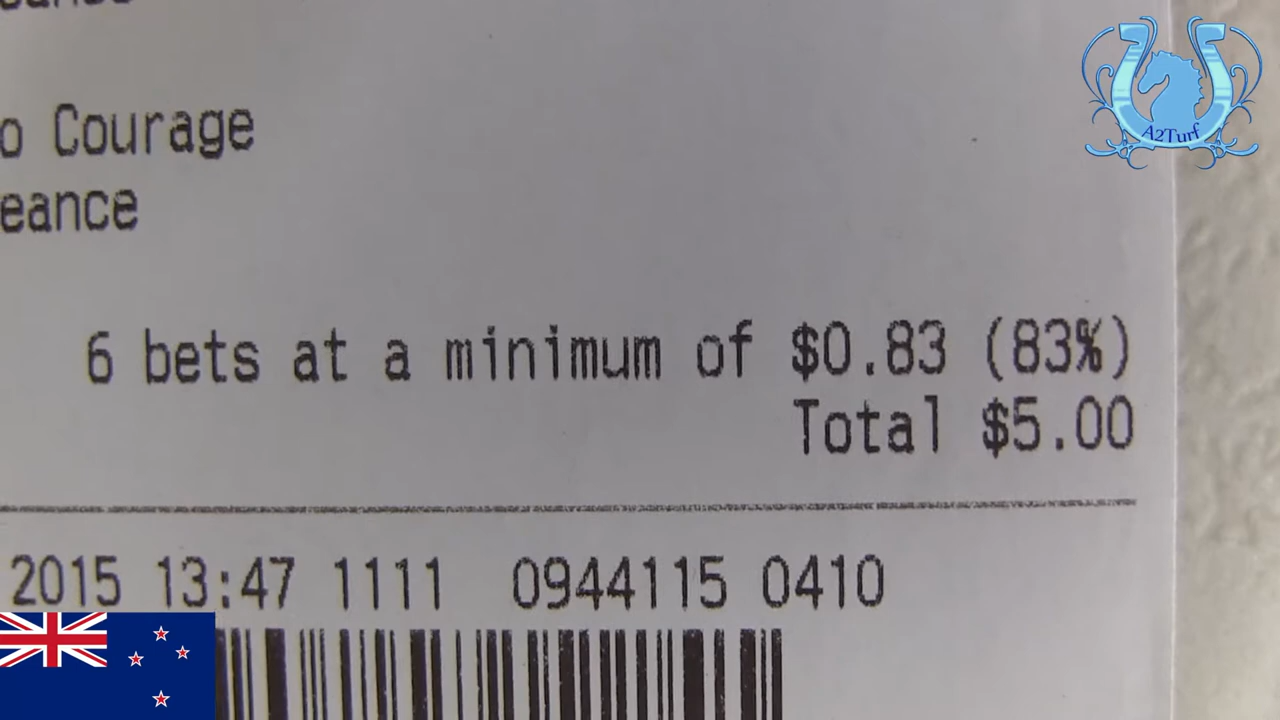 o Courage
eance
6 bets at a minimum of $0.83 (83%)
Total $5.00
2015 13:47 1111 0944115 0410
A2Turf